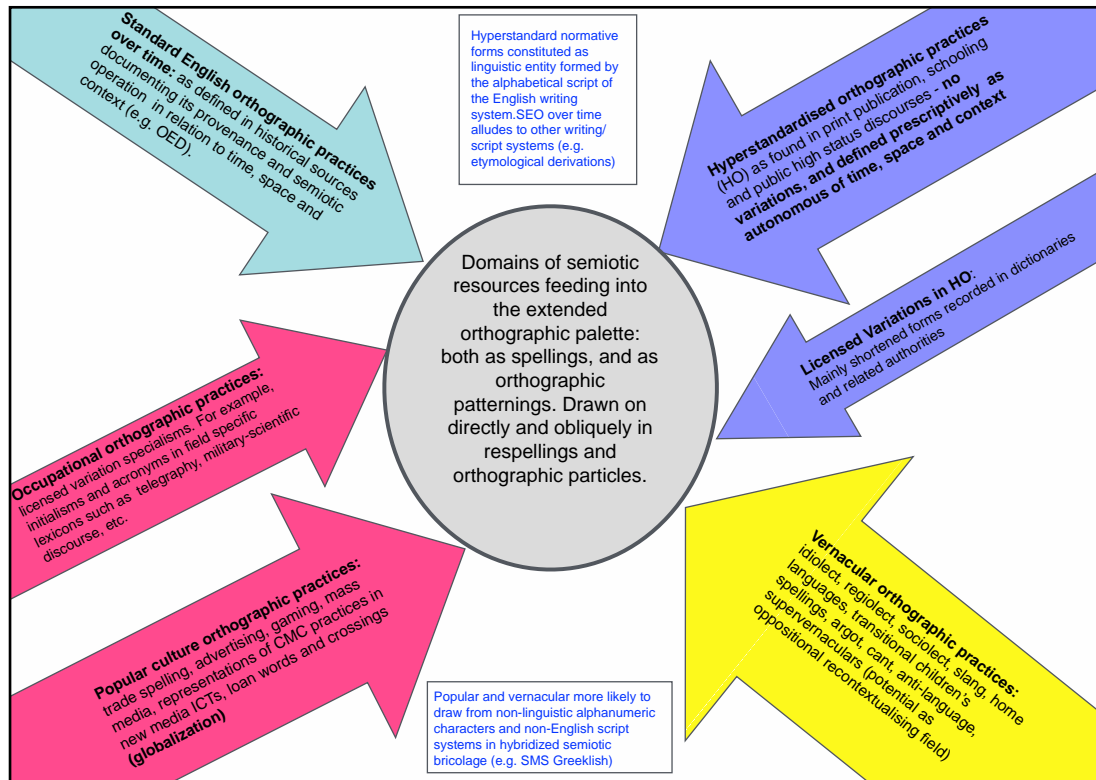 Standard English orthographic practices
over time: as defined in historical sources
documenting its provenance and semiotic
operation in relation to time, space and
context (e.g. OED).
Hyperstandard normative
forms constituted as
linguistic entity formed by
the alphabetical script of
the English writing
system.SEO over time
alludes to other writing/
script systems (e.g.
etymological derivations)
Hyperstandardised orthographic practices
(HO) as found in print publication, schooling
and public high status discourses - no
variations, and defined prescriptively as
autonomous of time, space and context
Domains of semiotic
resources feeding into
the extended
orthographic palette:
both as spellings, and as
orthographic
patternings. Drawn on
directly and obliquely in
respellings and
orthographic particles.
Licensed Variations in HO:
Mainly shortened forms recorded in dictionaries
and related authorities
Occupational orthographic practices:
licensed variation specialisms. For example,
initialisms and acronyms in field specific
lexicons such as telegraphy, military-scientific
discourse, etc.
Popular culture orthographic practices:
trade spelling, advertising, gaming, mass
media, representations of CMC practices in
new media ICTs, loan words and crossings
(globalization)
Vernacular orthographic practices:
idiolect, regiolect, sociolect, slang, home
languages, transitional children's
spellings, argot, cant, anti-language,
supervernaculars (potential as
oppositional recontextualising field)
Popular and vernacular more likely to
draw from non-linguistic alphanumeric
characters and non-English script
systems in hybridized semiotic
bricolage (e.g. SMS Greeklish)